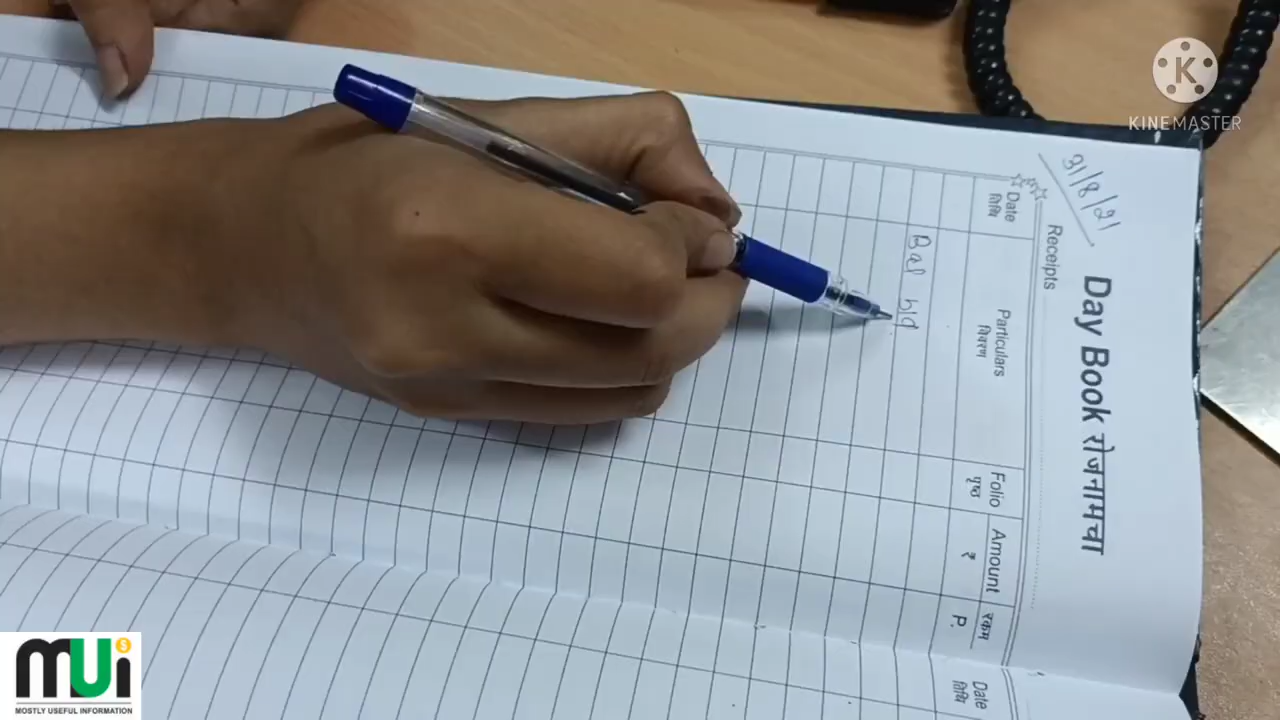 Day Book रोजनामचा
31/8/21
Receipts
Date Particulars Folio Amount रकम
तिथि विवरण पृष्ठ र P.
Bal b/d
Date
तिथि
K
KINEMASTER
MUi
MOSTLY USEFUL INFORMATION